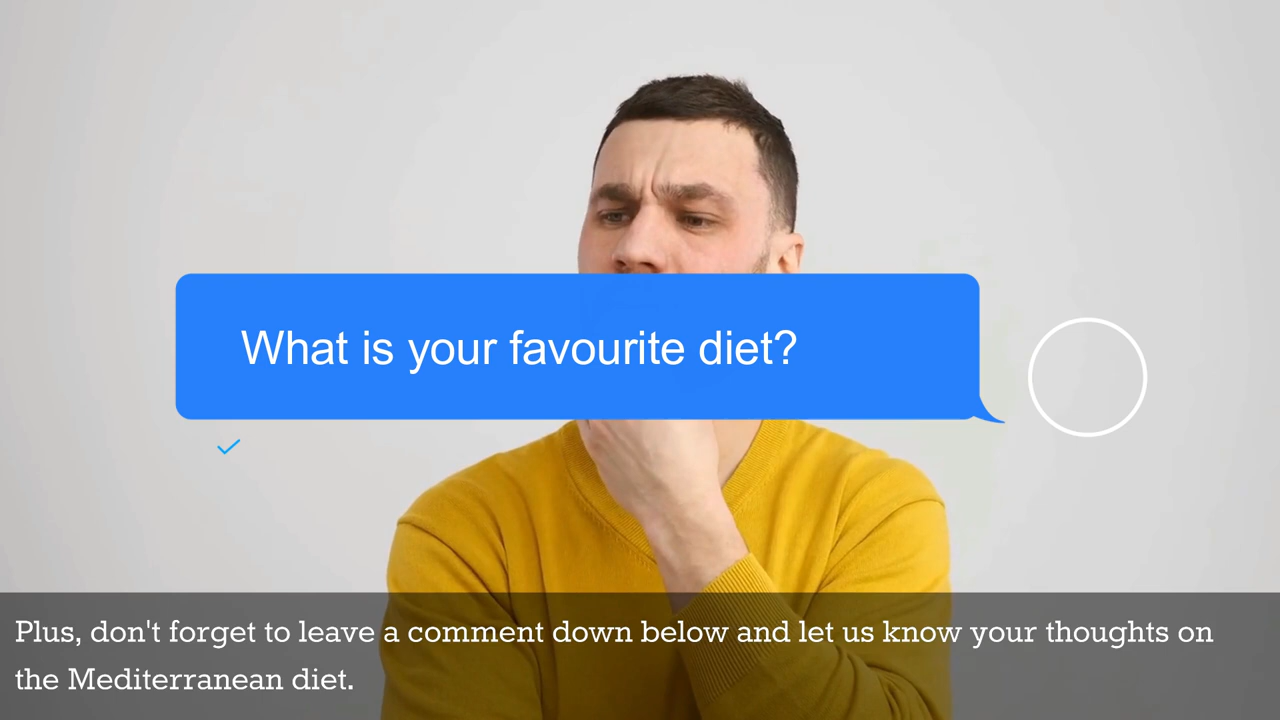 What is your favourite diet?
Plus, don't forget to leave a comment down below and let us know your thoughts on
the Mediterranean diet.